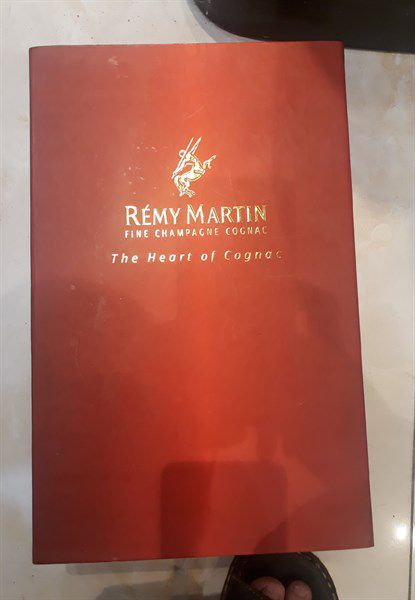 RÉMY MARTIN
FINE CHAMPAGNE COGNAC
The Heart of Cognac